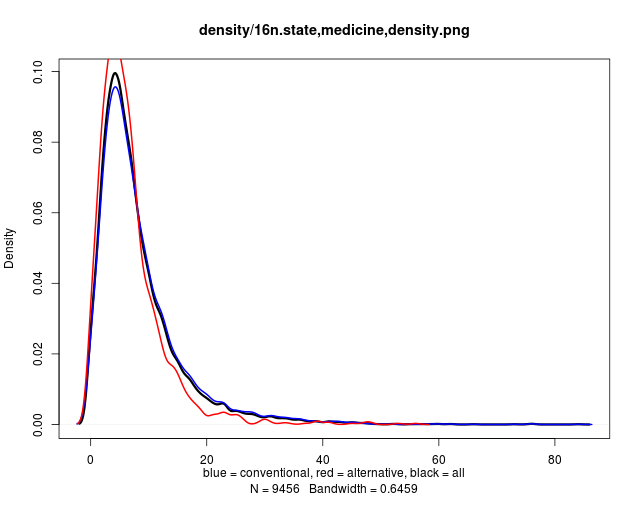 density/16n.state,medicine,density.png
Density
0.10
0.08
0.06
0.04
0.02
0.00
0 20 40 60 80
blue = conventional, red = alternative, black = all
N = 9456 Bandwidth = 0.6459